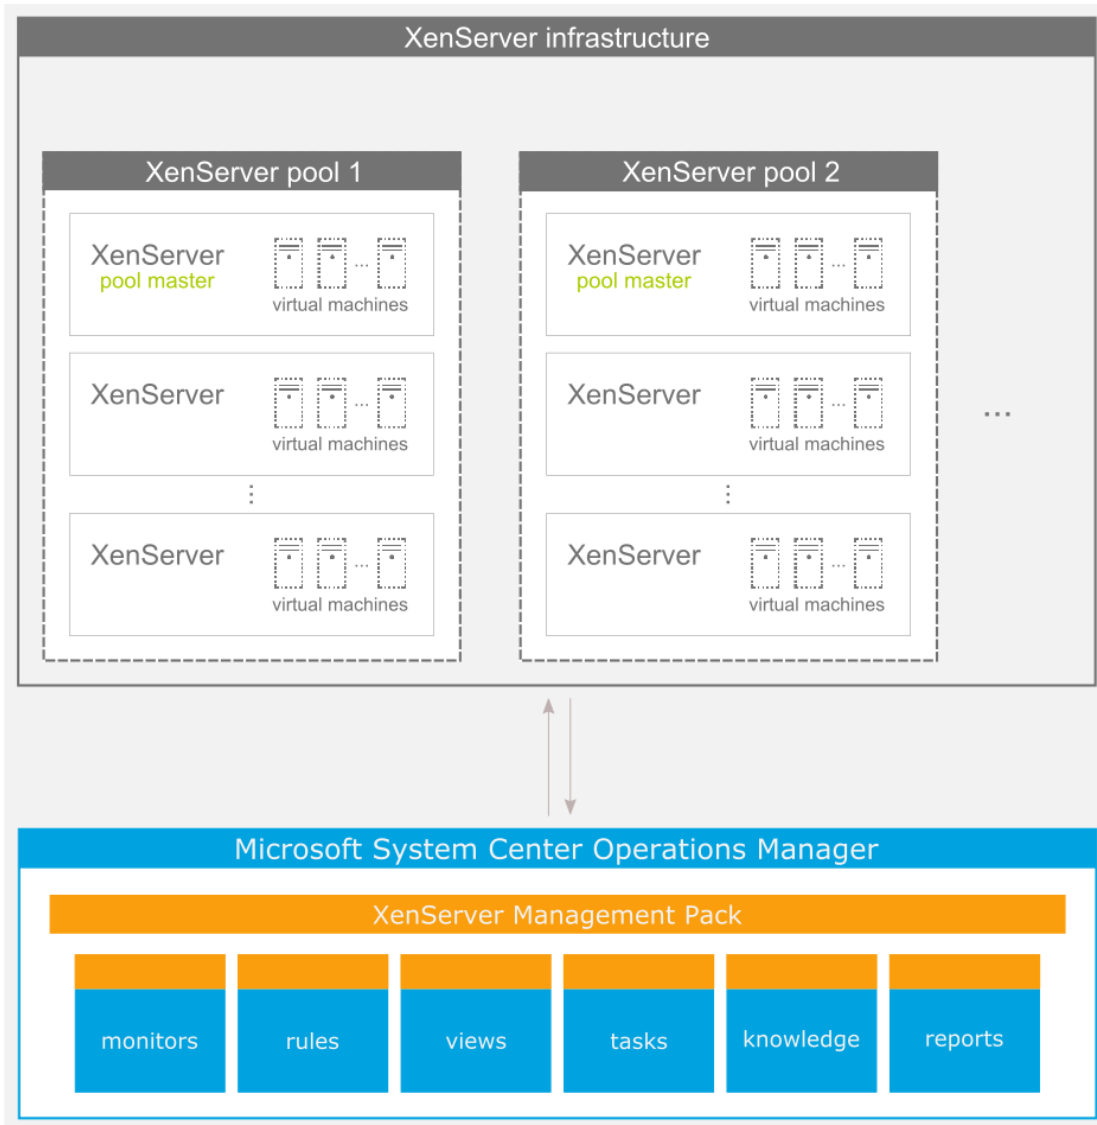 XenServer infrastructure
XenServer pool 1
XenServer
pool master
...
virtual machines
XenServer
...
virtual machines
...
XenServer
...
virtual machines
XenServer pool 2
XenServer
pool master
...
virtual machines
XenServer
...
virtual machines
...
XenServer
...
virtual machines
...
Microsoft System Center Operations Manager
XenServer Management Pack
monitors
rules
views
tasks
knowledge
reports